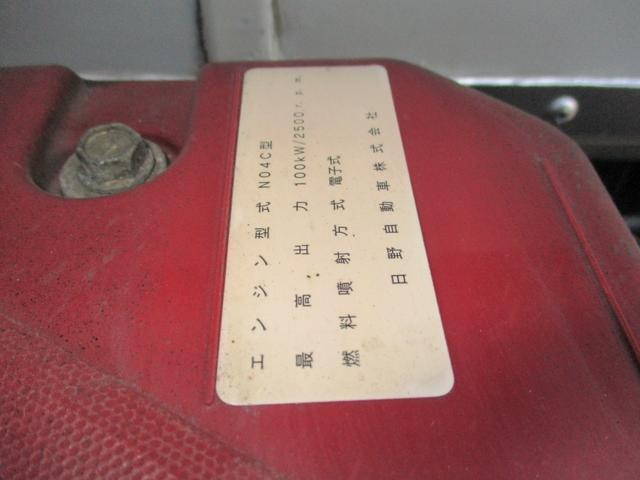 エンジン型式 N04C型
最高出力 100kW/2500r.p.m
燃料噴射方式 電子式
日野自動車株式会社